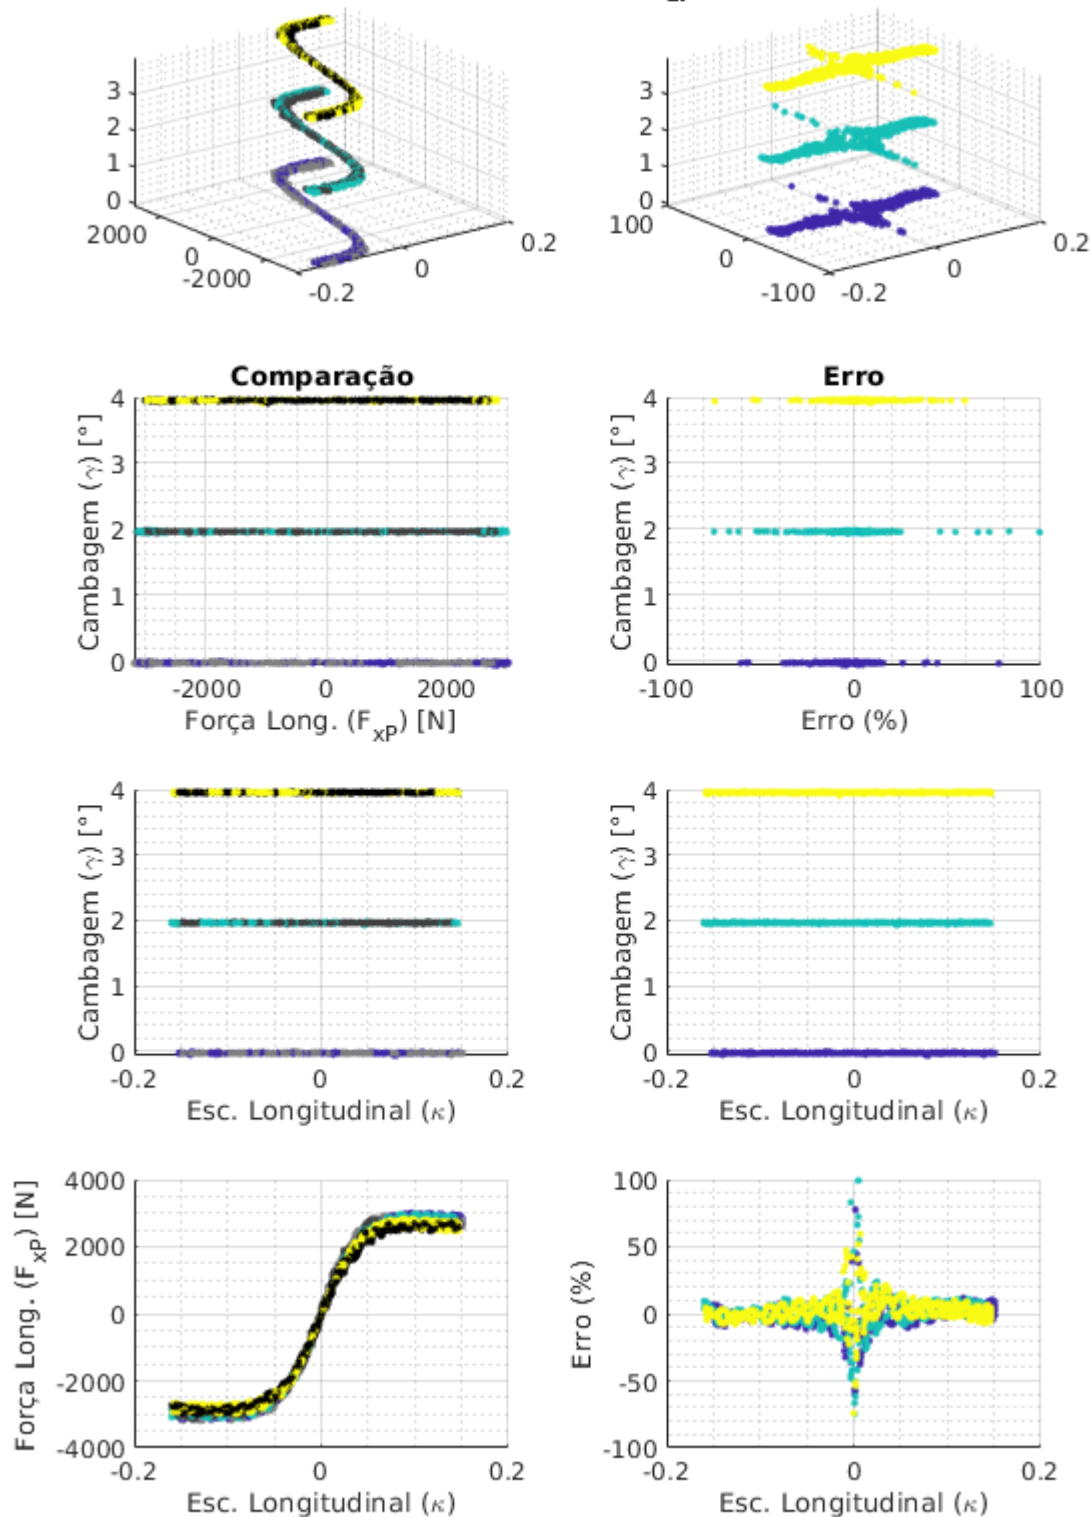 3
2
1
0
2000
0
-2000
-0.2
0
0.2
3
2
1
0
100
0
-100
-0.2
0
0.2
Comparação
4
3
2
1
0
Cambagem (γ) [°]
-2000 0 2000
Força Long. (F_xP) [N]
Erro
4
3
2
1
0
Cambagem (γ) [°]
-100 0 100
Erro (%)
4
3
2
1
0
Cambagem (γ) [°]
-0.2 0 0.2
Esc. Longitudinal (κ)
4
3
2
1
0
Cambagem (γ) [°]
-0.2 0 0.2
Esc. Longitudinal (κ)
4000
2000
0
-2000
-4000
Força Long. (F_xP) [N]
-0.2 0 0.2
Esc. Longitudinal (κ)
100
50
0
-50
-100
Erro (%)
-0.2 0 0.2
Esc. Longitudinal (κ)